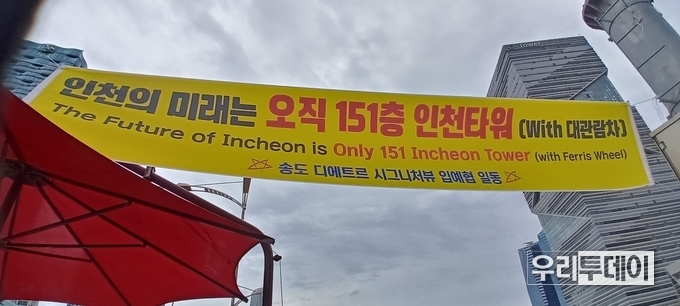 인천의 미래는 오직 151층 인천타워 (With 대관람차)
The Future of Incheon is Only 151 Incheon Tower (with Ferris Wheel)
☆ 송도 디에트르 시그니처뷰 입예협 일동 ☆
우리투데이